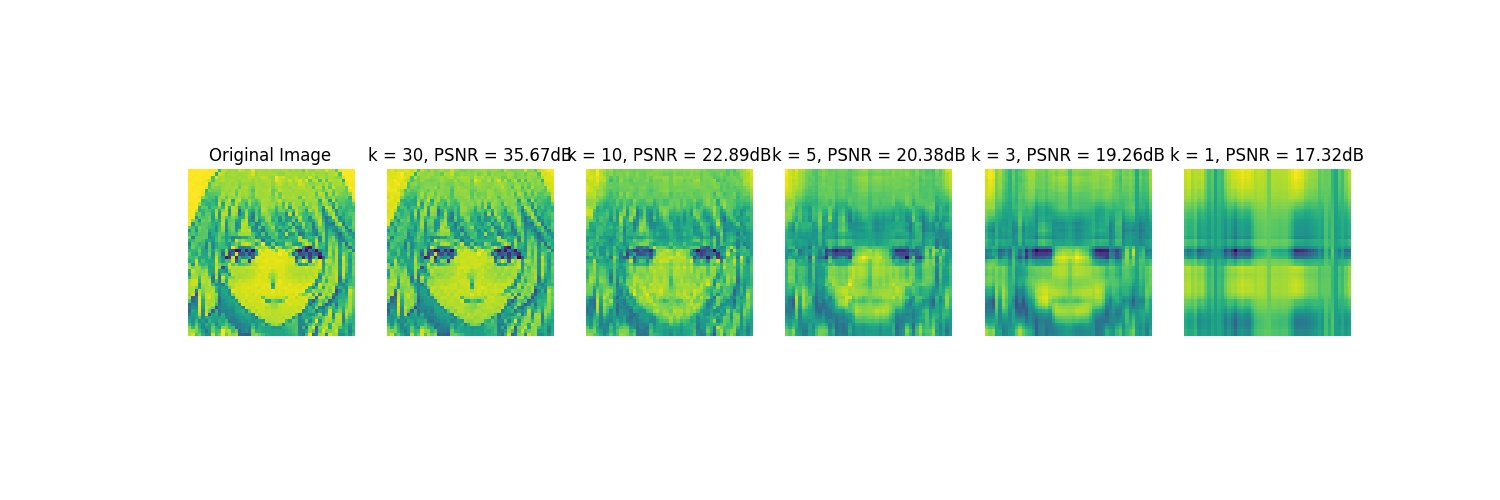 Original Image
k = 30, PSNR = 35.67dB
k = 10, PSNR = 22.89dB
k = 5, PSNR = 20.38dB
k = 3, PSNR = 19.26dB
k = 1, PSNR = 17.32dB